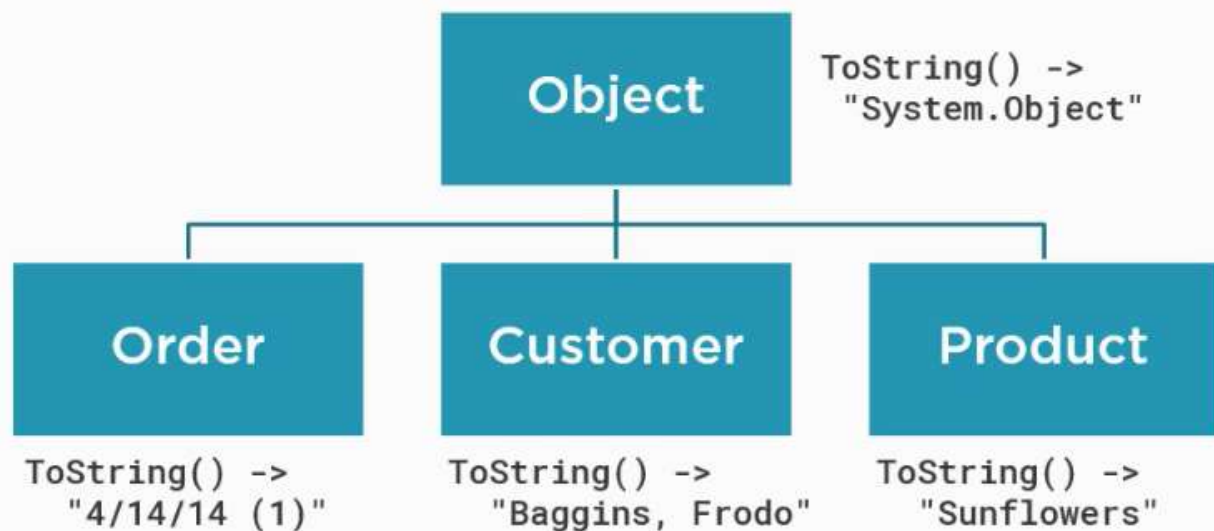 Object
ToString() ->
"System.Object"
Order
Customer
Product
ToString() ->
"4/14/14 (1)"
ToString() ->
"Baggins, Frodo"
ToString() ->
"Sunflowers"